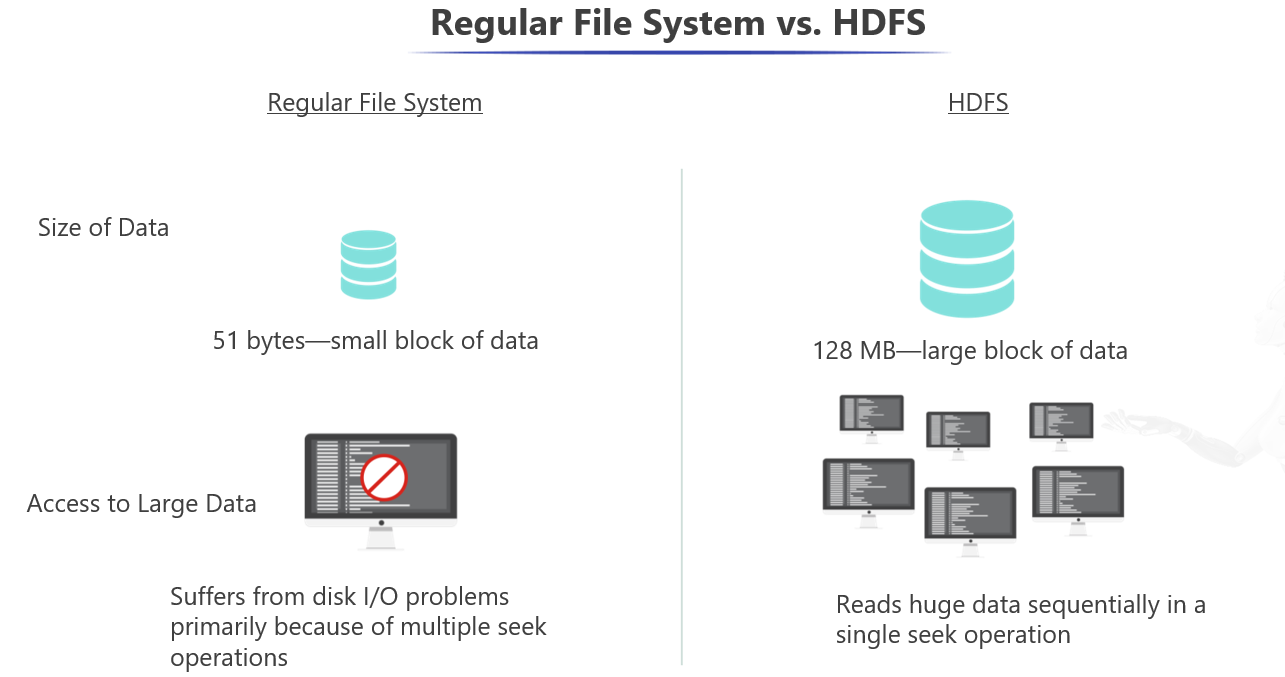 Regular File System vs. HDFS
Regular File System
HDFS
Size of Data
51 bytes—small block of data
128 MB—large block of data
Access to Large Data
Suffers from disk I/O problems
primarily because of multiple seek
operations
Reads huge data sequentially in a
single seek operation